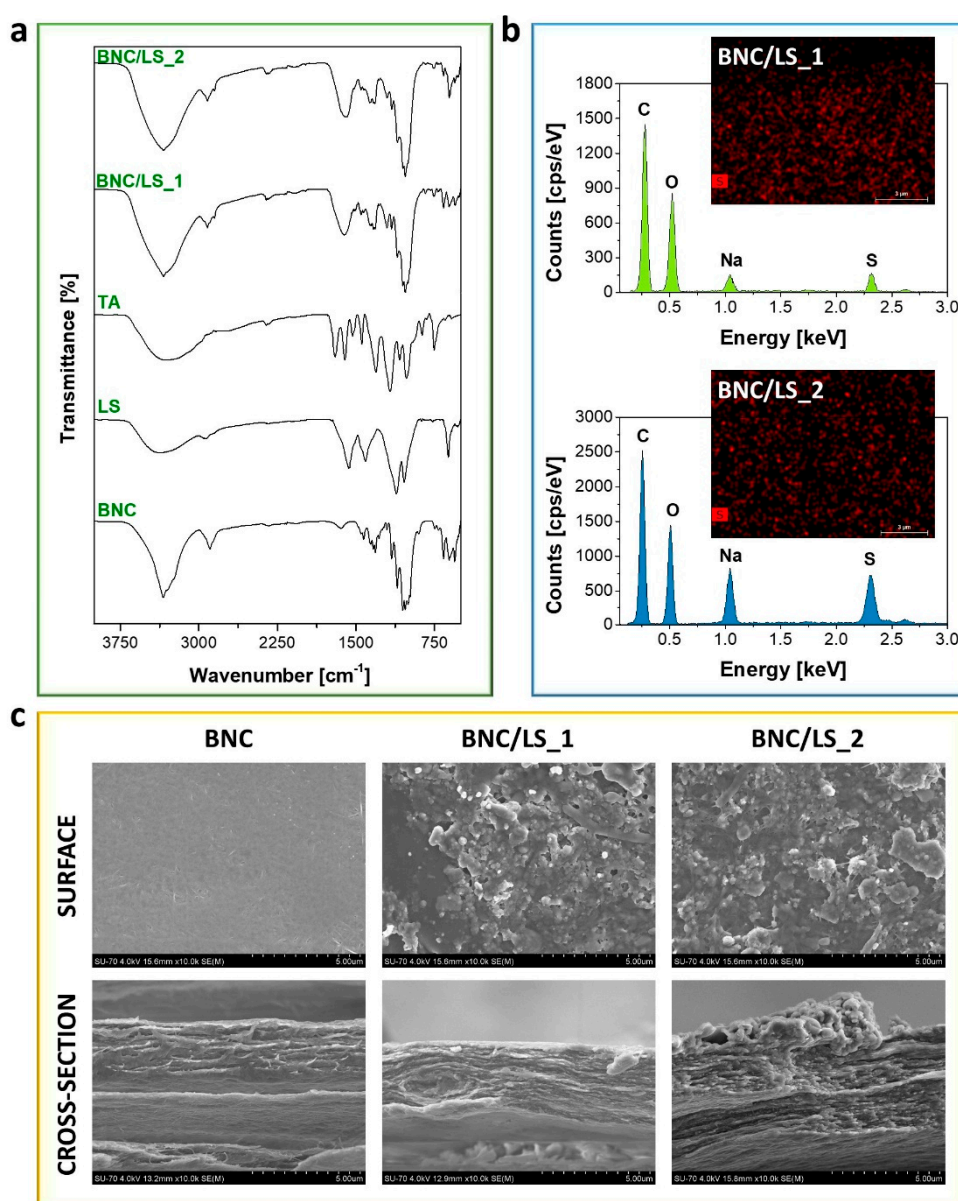 a
BNC/LS_2
BNC/LS_1
TA
LS
BNC
Transmittance [%]
3750 3000 2250 1500 750
Wavenumber [cm⁻¹]
b
BNC/LS_1
1800
1500
1200
900
600
300
0
C
O
Na
S
S
3 µm
Counts [cps/eV]
0.5 1.0 1.5 2.0 2.5 3.0
Energy [keV]
BNC/LS_2
3000
2500
2000
1500
1000
500
0
C
O
Na
S
S
3 µm
Counts [cps/eV]
0.5 1.0 1.5 2.0 2.5 3.0
Energy [keV]
c
BNC BNC/LS_1 BNC/LS_2
SURFACE
SU-70 4.0kV 15.6mm x10.0k SE(M) 5.00um
SU-70 4.0kV 15.6mm x10.0k SE(M) 5.00um
SU-70 4.0kV 15.8mm x10.0k SE(M) 5.00um
CROSS-SECTION
SU-70 4.0kV 13.2mm x10.0k SE(M) 5.00um
SU-70 4.0kV 12.9mm x10.0k SE(M) 5.00um
SU-70 4.0kV 15.6mm x10.0k SE(M) 5.00um